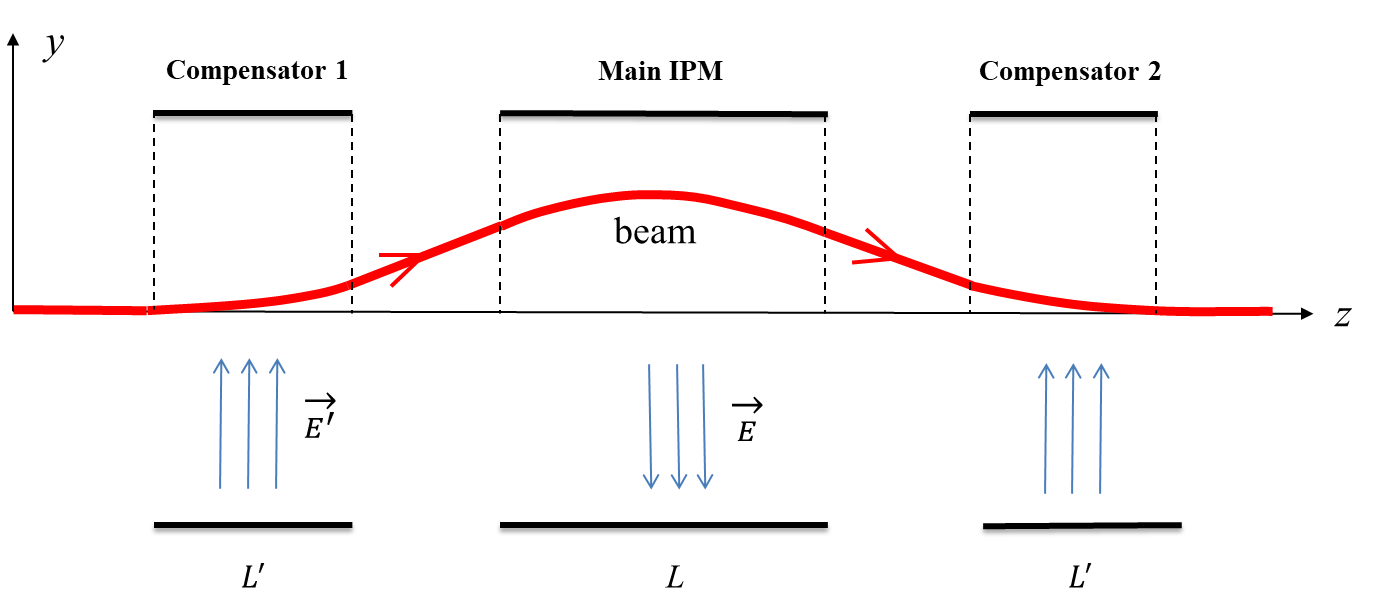 y
Compensator 1
Main IPM
Compensator 2
beam
z
E′
E
L′
L
L′